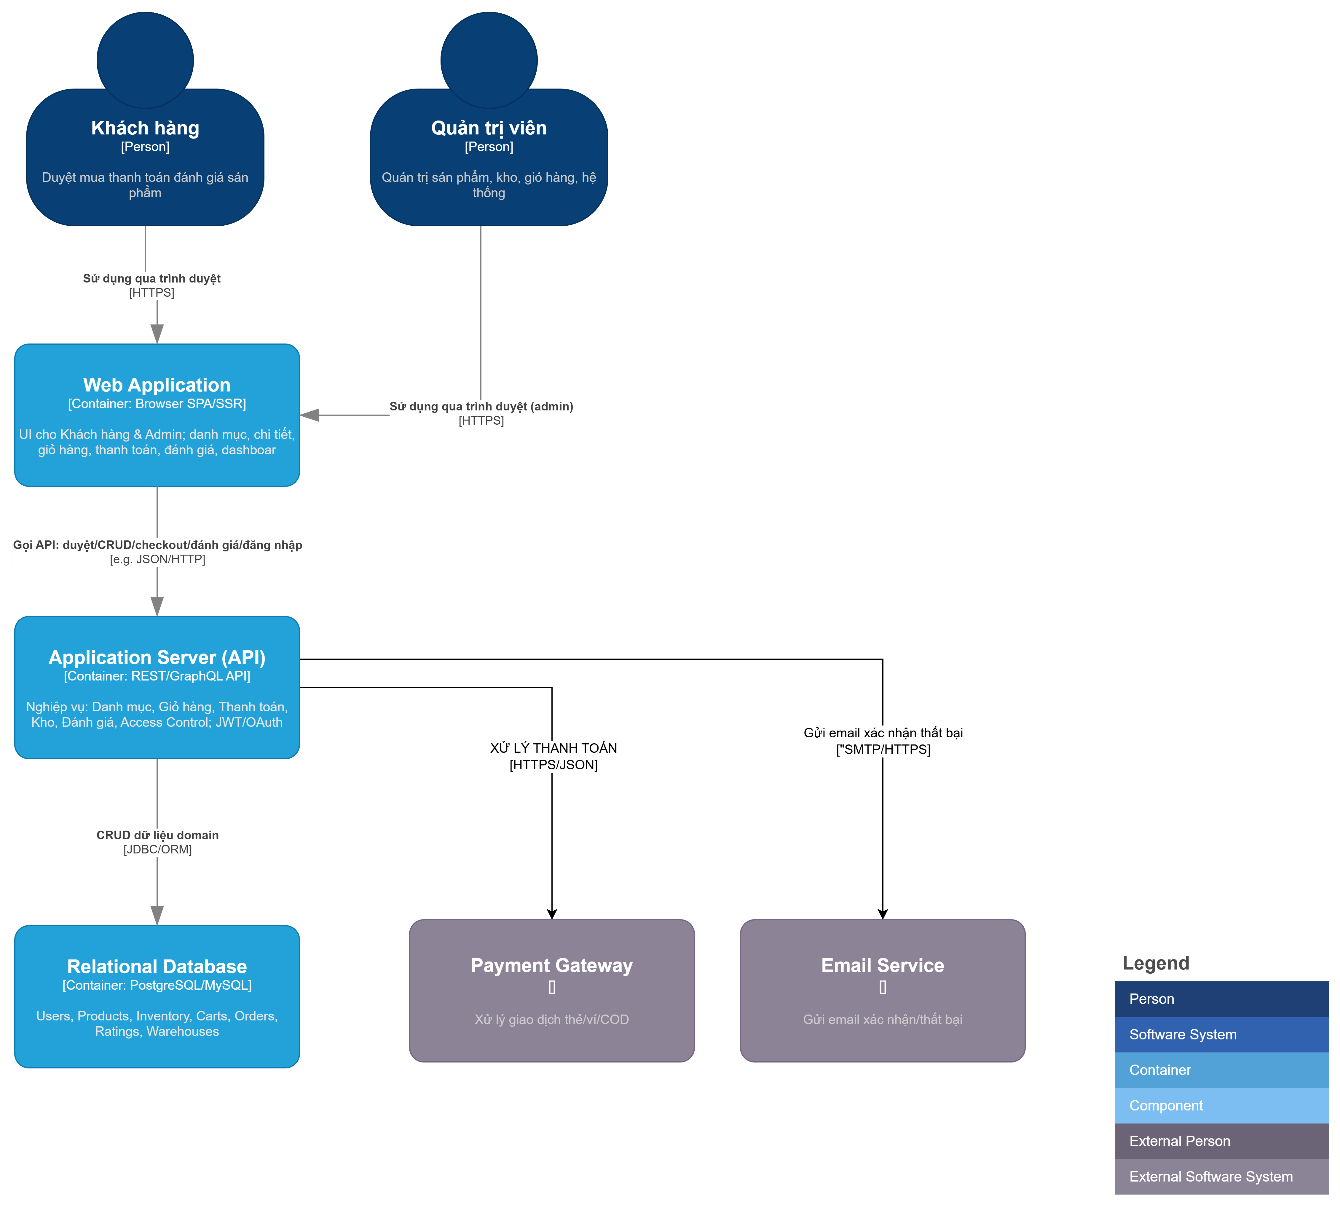 Khách hàng
[Person]
Duyệt mua thanh toán đánh giá sản
phẩm
Quản trị viên
[Person]
Quản trị sản phẩm, kho, giỏ hàng, hệ
thống
Sử dụng qua trình duyệt
[HTTPS]
Web Application
[Container: Browser SPA/SSR]
UI cho Khách hàng & Admin; danh mục, chi tiết,
giỏ hàng, thanh toán, đánh giá, dashboar
Sử dụng qua trình duyệt (admin)
[HTTPS]
Gọi API: duyệt/CRUD/checkout/đánh giá/đăng nhập
[e.g. JSON/HTTP]
Application Server (API)
[Container: REST/GraphQL API]
Nghiệp vụ: Danh mục, Giỏ hàng, Thanh toán,
Kho, Đánh giá, Access Control; JWT/OAuth
XỬ LÝ THANH TOÁN
[HTTPS/JSON]
Gửi email xác nhận thất bại
["SMTP/HTTPS]
CRUD dữ liệu domain
[JDBC/ORM]
Relational Database
[Container: PostgreSQL/MySQL]
Users, Products, Inventory, Carts, Orders,
Ratings, Warehouses
Payment Gateway
[]
Xử lý giao dịch thẻ/ví/COD
Email Service
[]
Gửi email xác nhận/thất bại
Legend
Person
Software System
Container
Component
External Person
External Software System